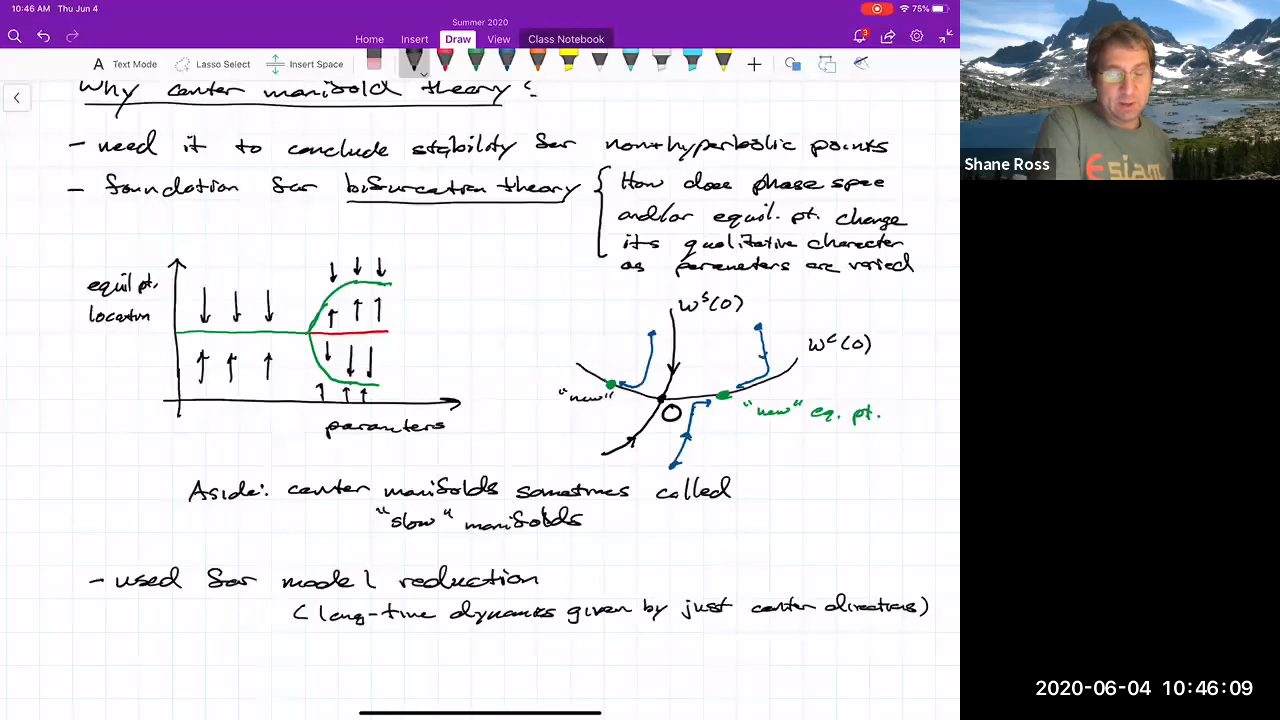 10:46 AM Thu Jun 4
75%
Summer 2020
Home Insert Draw View Class Notebook
3
A Text Mode Lasso Select Insert Space
Why center manifold theory?
- need it to conclude stability for nonhyperbolic points
- foundation for bifurcation theory
How does phase space
and/or equil. pt. change
its qualitative character
as parameters are varied
equil pt.
location
parameters
W^s(0)
W^c(0)
"new"
O
"new" eq. pt.
Aside: center manifolds sometimes called
"slow" manifolds
- used for model reduction
(long-time dynamics given by just center directions)
Shane Ross
siam
2020-06-04 10:46:09